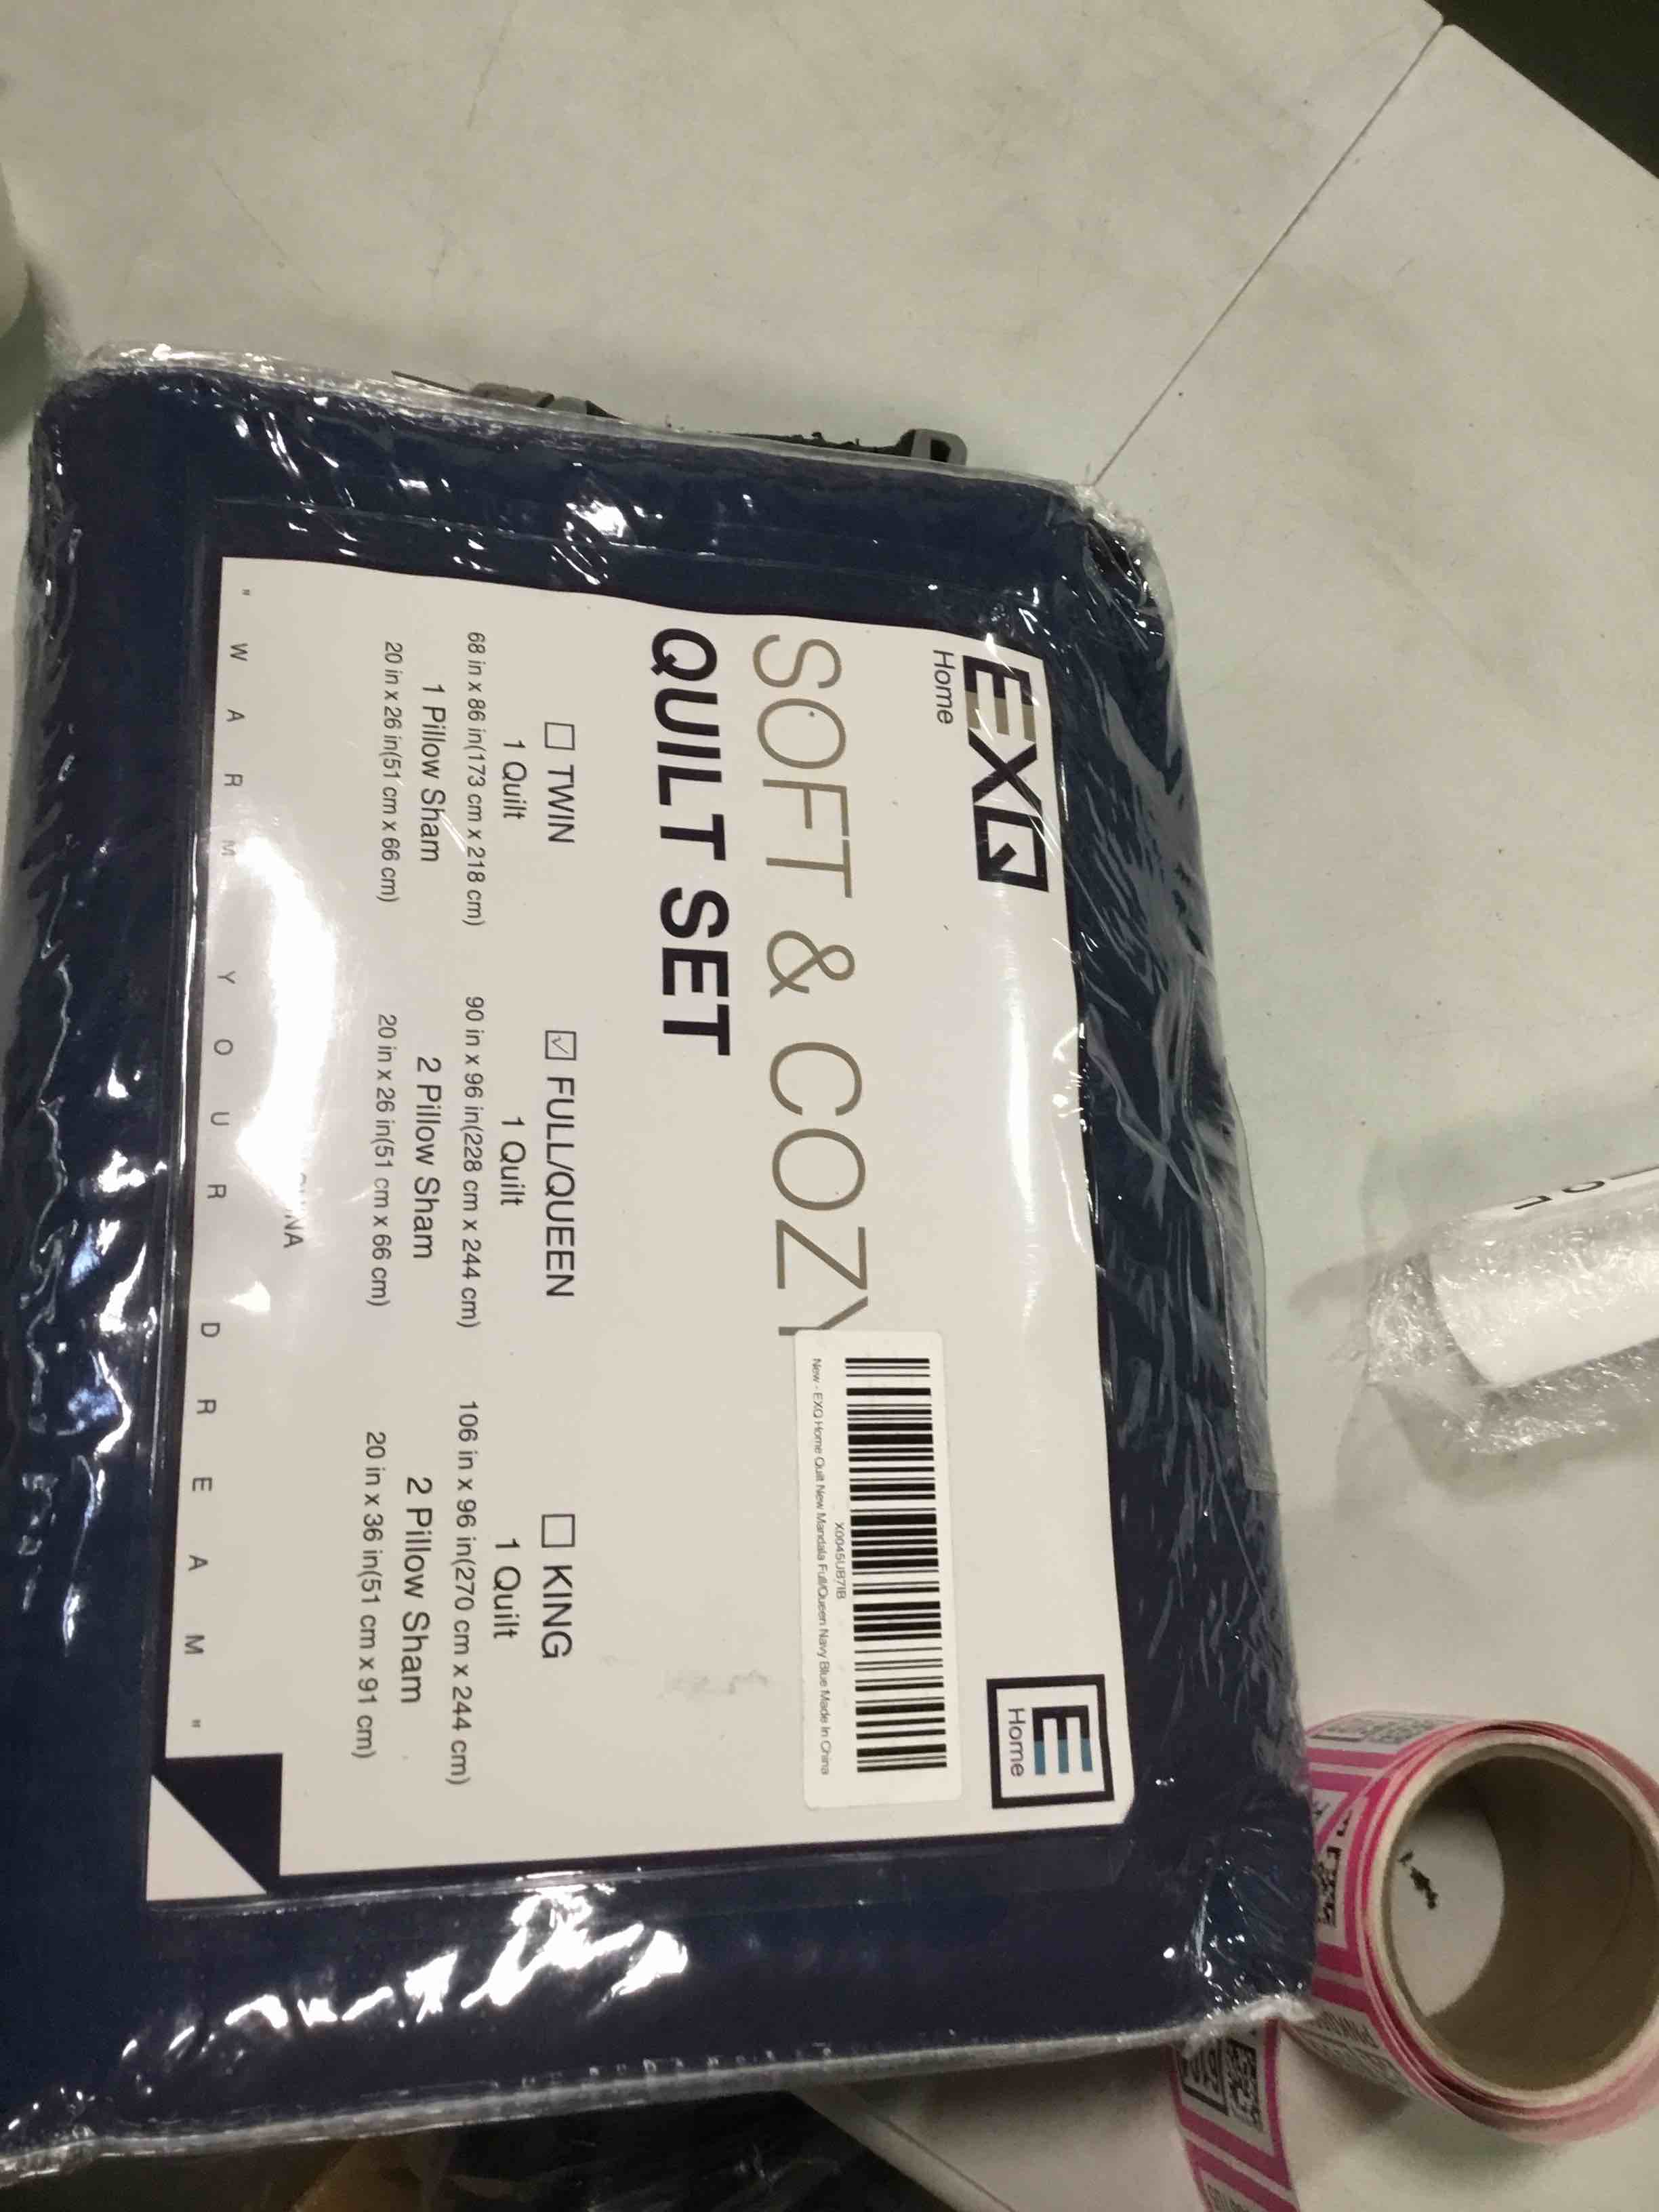 EXQ
Home
E
Home
SOFT & COZY
QUILT SET
X0045UB7IB
New - EXQ Home Quilt New Mandala Full/Queen Navy Blue Made In China
☐ TWIN
1 Quilt
68 in x 86 in(173 cm x 218 cm)
1 Pillow Sham
20 in x 26 in(51 cm x 66 cm)
☑ FULL/QUEEN
1 Quilt
90 in x 96 in(228 cm x 244 cm)
2 Pillow Sham
20 in x 26 in(51 cm x 66 cm)
☐ KING
1 Quilt
106 in x 96 in(270 cm x 244 cm)
2 Pillow Sham
20 in x 36 in(51 cm x 91 cm)
" WARM YOUR DREAM "